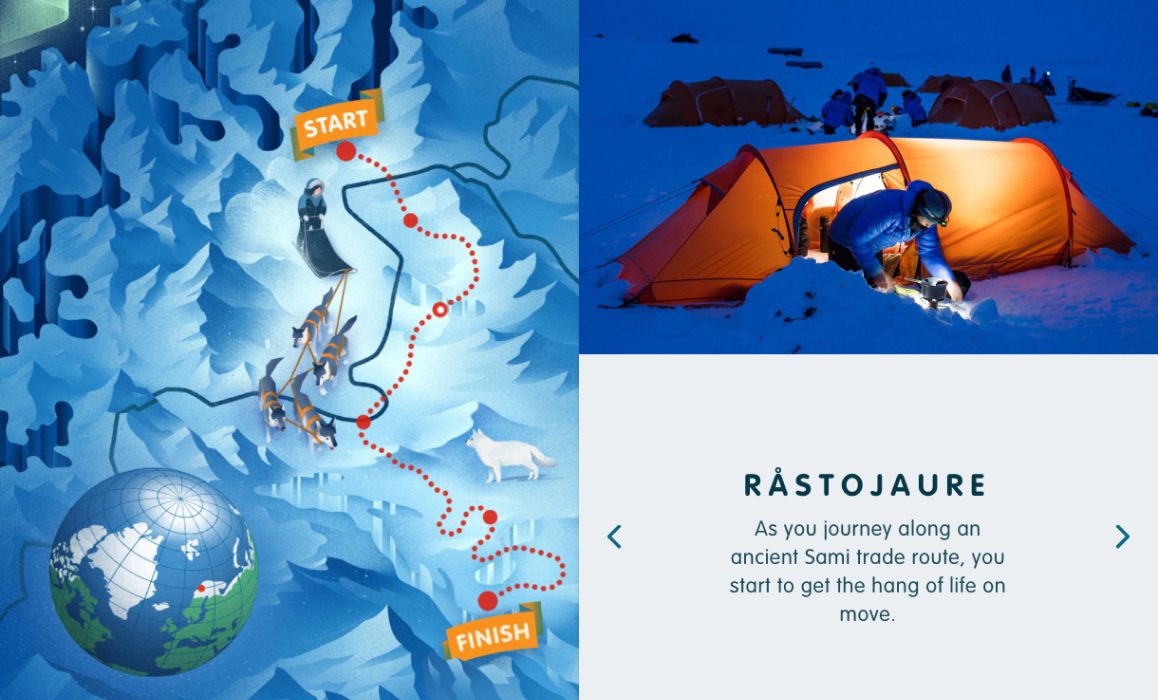 START
FINISH
RÅSTOJAURE
As you journey along an
ancient Sami trade route, you
start to get the hang of life on
move.